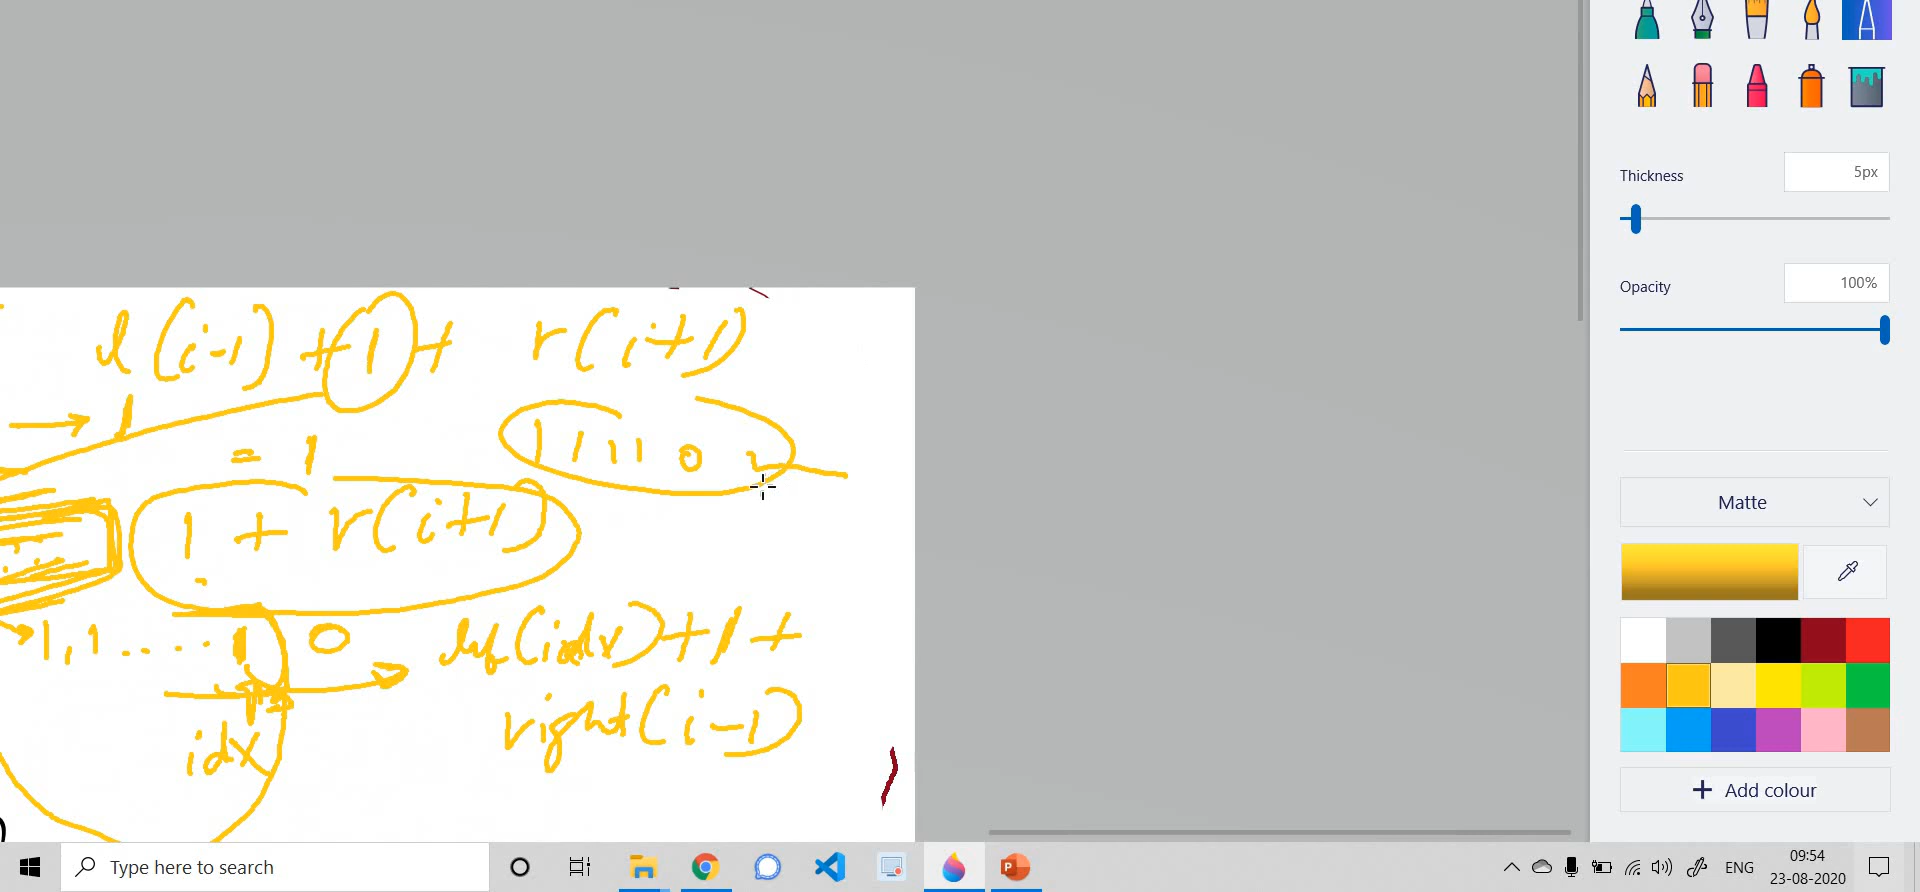 l(i-1) +1+ r(i+1)
→ 1
= 1
1 1 1 1 0
1 + r(i+1)
1, 1 ..... 1 0
lef(idx)+1+
right(i-1)
idx
Thickness
5px
Opacity
100%
Matte
+ Add colour
Type here to search
ENG
09:54
23-08-2020